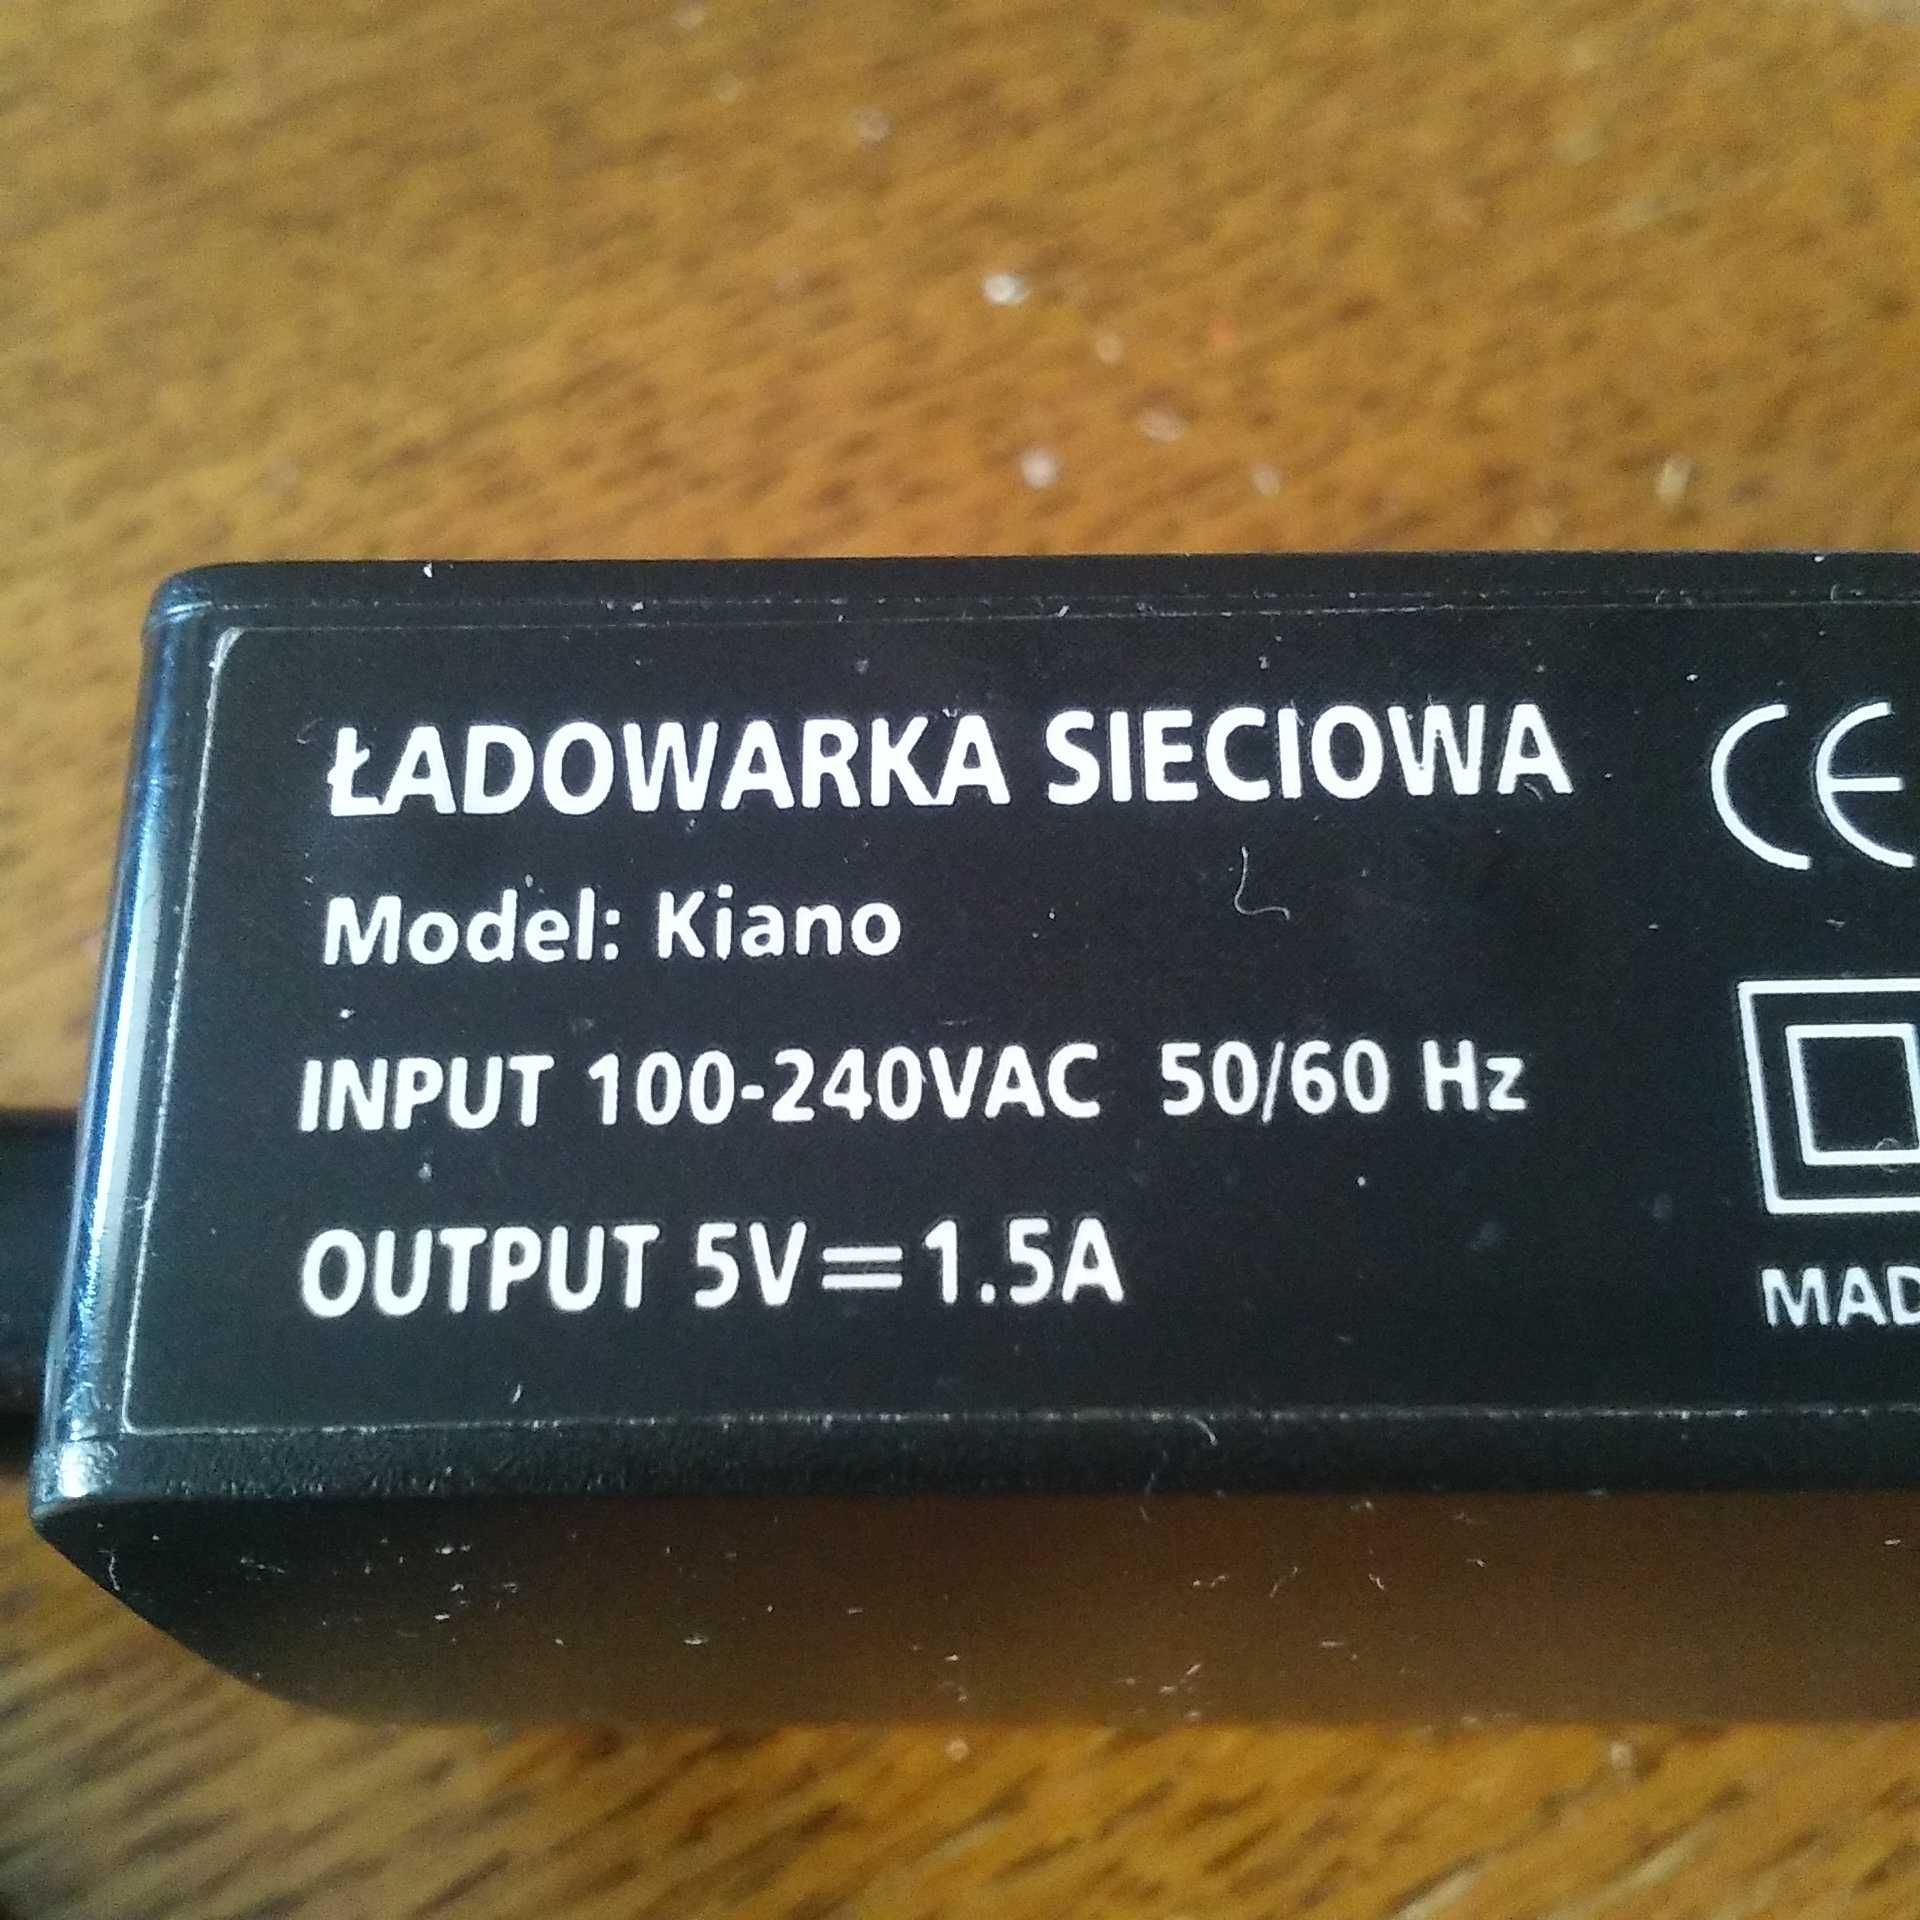 ŁADOWARKA SIECIOWA
CE
Model: Kiano
INPUT 100-240VAC 50/60 Hz
OUTPUT 5V⎓1.5A